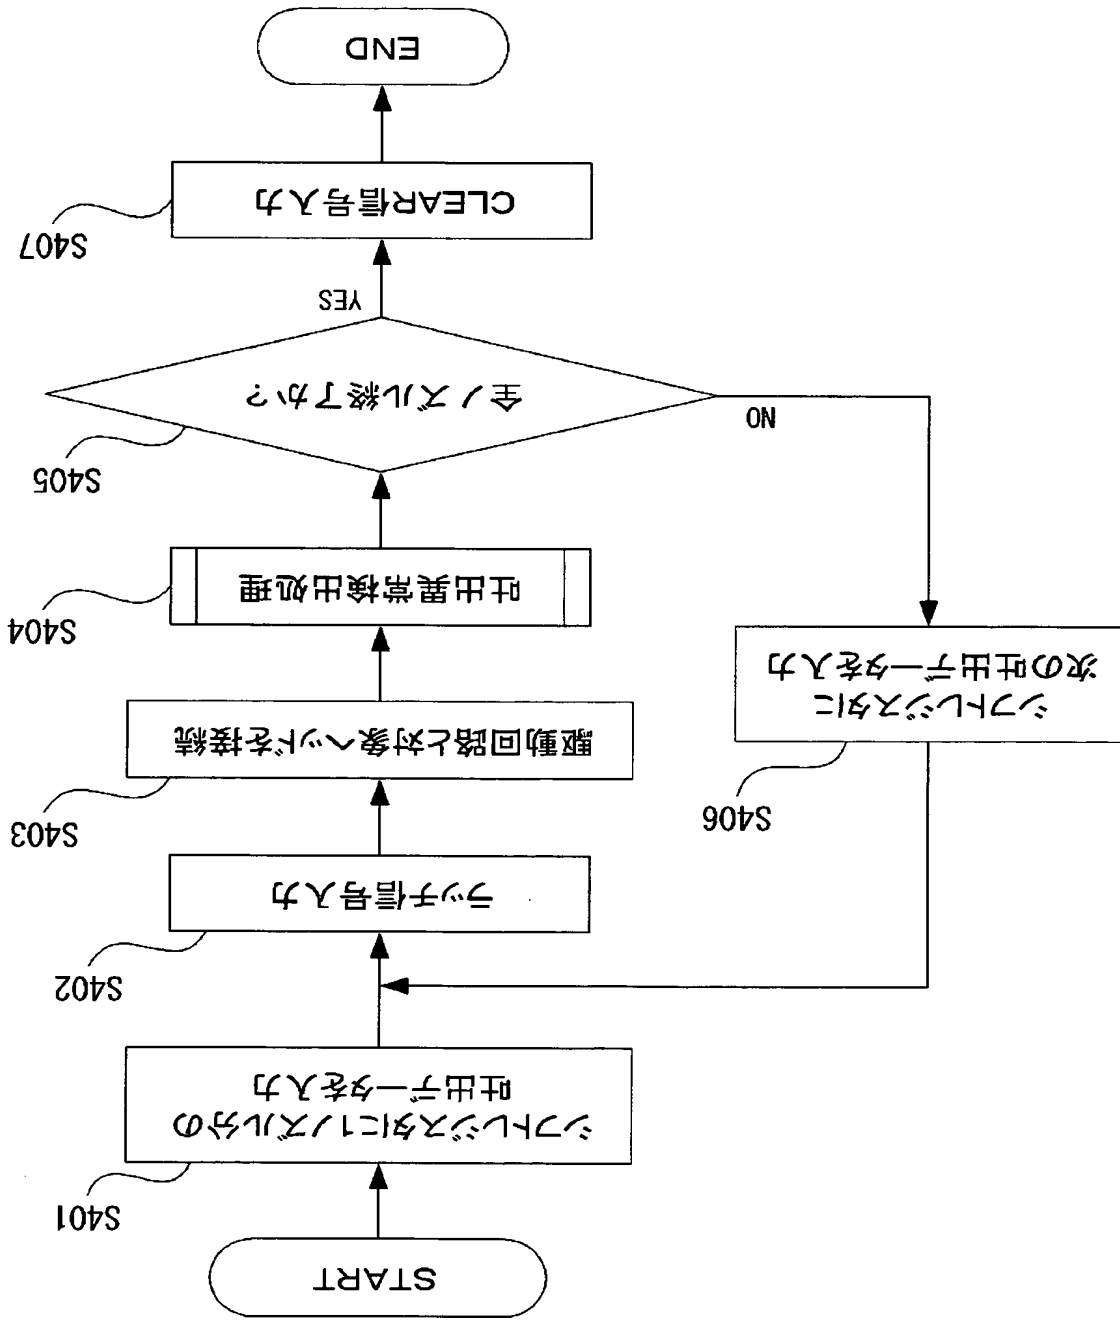 START
S401
シフトレジスタに1ノズル分の
吐出データを入力
S402
ラッチ信号入力
S403
駆動回路と対象ヘッドを接続
S404
吐出異常検出処理
S405
全ノズル終了か?
NO
YES
S406
シフトレジスタに
次の吐出データを入力
S407
CLEAR信号入力
END